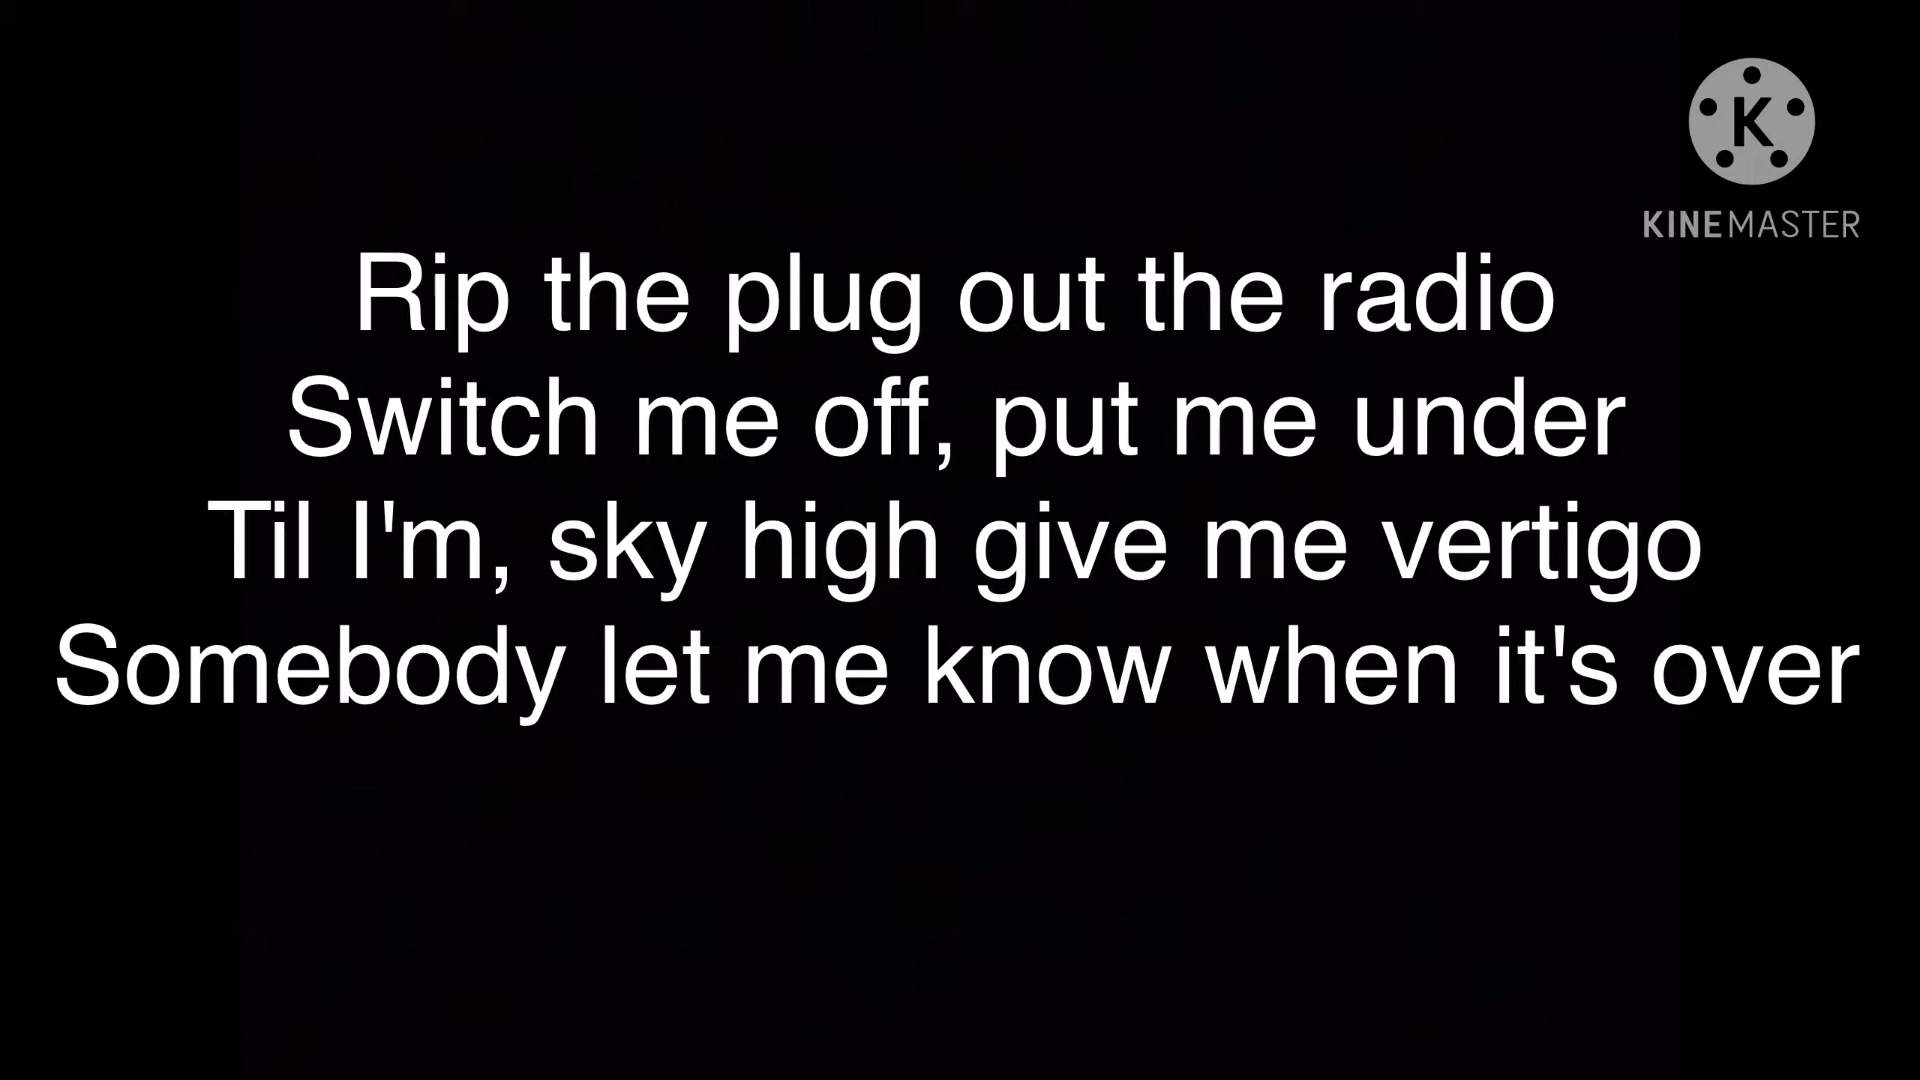 K
KINEMASTER
Rip the plug out the radio
Switch me off, put me under
Til I'm, sky high give me vertigo
Somebody let me know when it's over